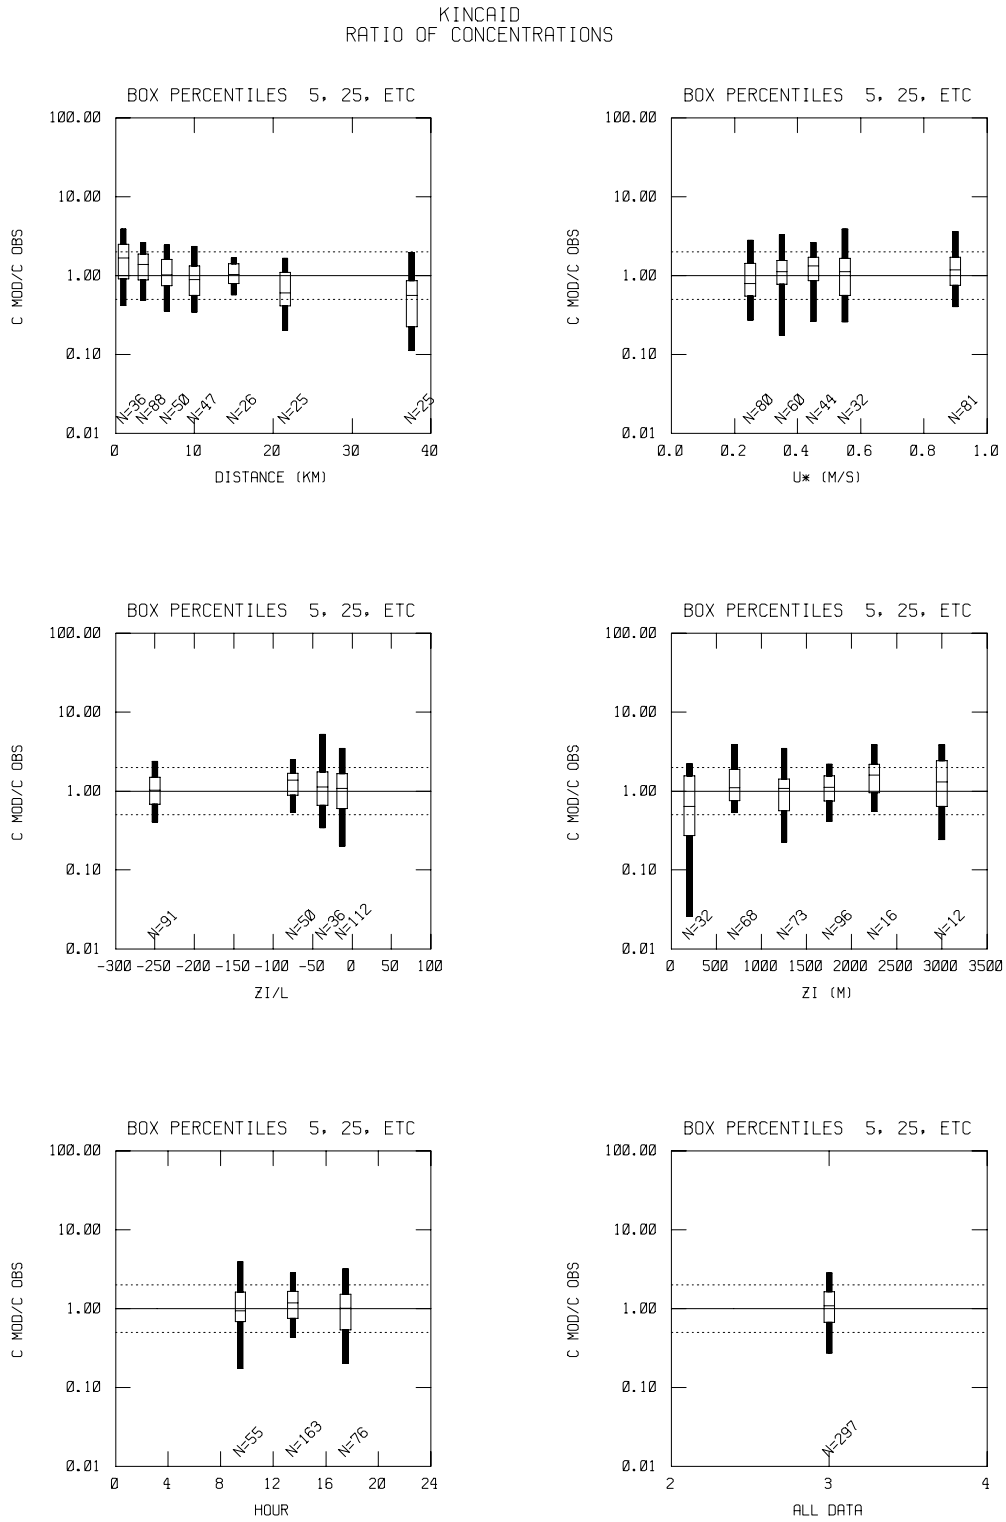 KINCAID
RATIO OF CONCENTRATIONS
BOX PERCENTILES 5, 25, ETC
100.00
10.00
1.00
0.10
0.01
C MOD/C OBS
N=36
N=88
N=50
N=47
N=26
N=25
N=25
0 10 20 30 40
DISTANCE (KM)
BOX PERCENTILES 5, 25, ETC
100.00
10.00
1.00
0.10
0.01
C MOD/C OBS
N=80
N=60
N=44
N=32
N=81
0.0 0.2 0.4 0.6 0.8 1.0
U* (M/S)
BOX PERCENTILES 5, 25, ETC
100.00
10.00
1.00
0.10
0.01
C MOD/C OBS
N=91
N=50
N=36
N=112
-300 -250 -200 -150 -100 -50 0 50 100
ZI/L
BOX PERCENTILES 5, 25, ETC
100.00
10.00
1.00
0.10
0.01
C MOD/C OBS
N=32
N=68
N=73
N=96
N=16
N=12
0 500 1000 1500 2000 2500 3000 3500
ZI (M)
BOX PERCENTILES 5, 25, ETC
100.00
10.00
1.00
0.10
0.01
C MOD/C OBS
N=55
N=163
N=76
0 4 8 12 16 20 24
HOUR
BOX PERCENTILES 5, 25, ETC
100.00
10.00
1.00
0.10
0.01
C MOD/C OBS
N=297
2 3 4
ALL DATA